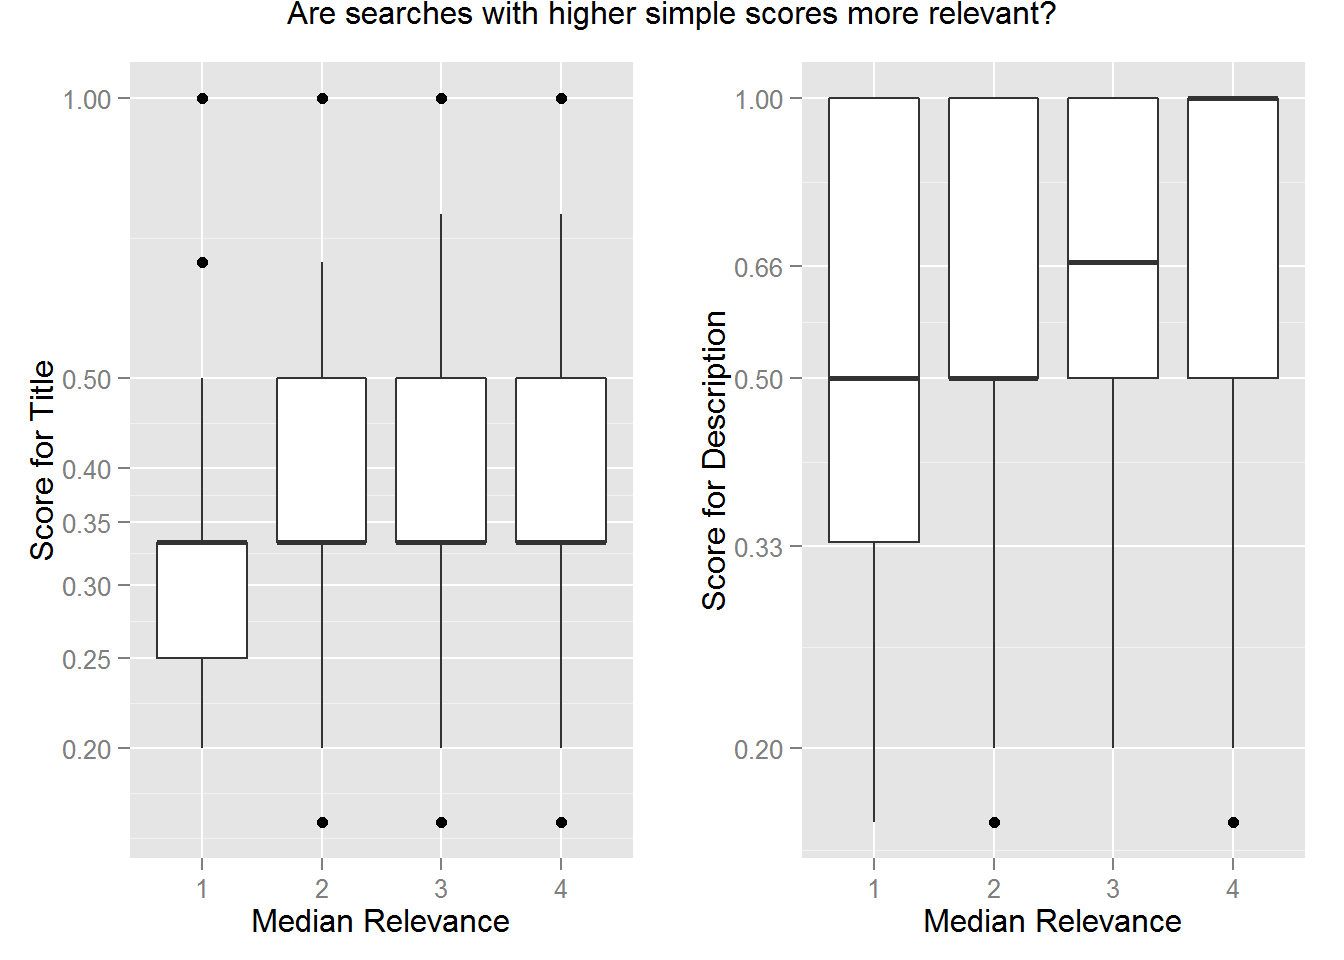 Are searches with higher simple scores more relevant?
Score for Title
1.00
0.50
0.40
0.35
0.30
0.25
0.20
1 2 3 4
Median Relevance
Score for Description
1.00
0.66
0.50
0.33
0.20
1 2 3 4
Median Relevance